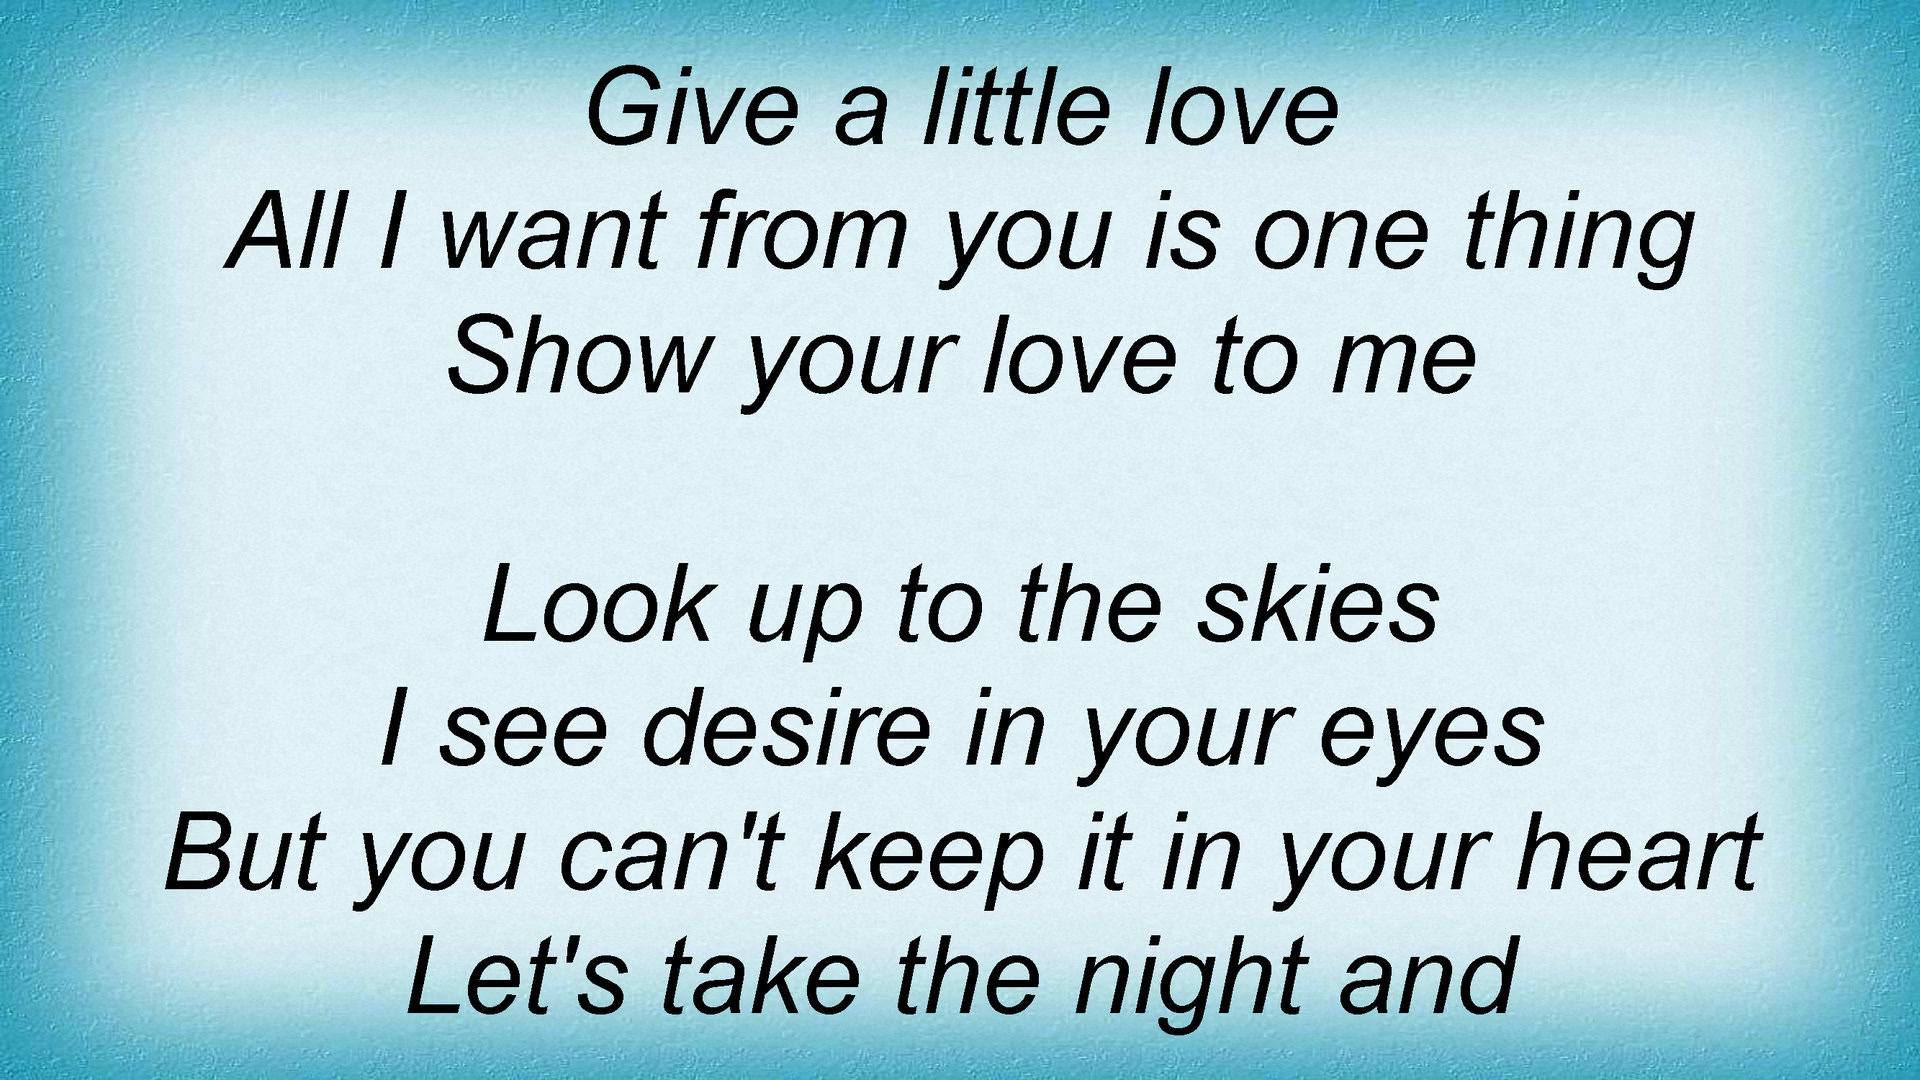 Give a little love
All I want from you is one thing
Show your love to me
Look up to the skies
I see desire in your eyes
But you can't keep it in your heart
Let's take the night and